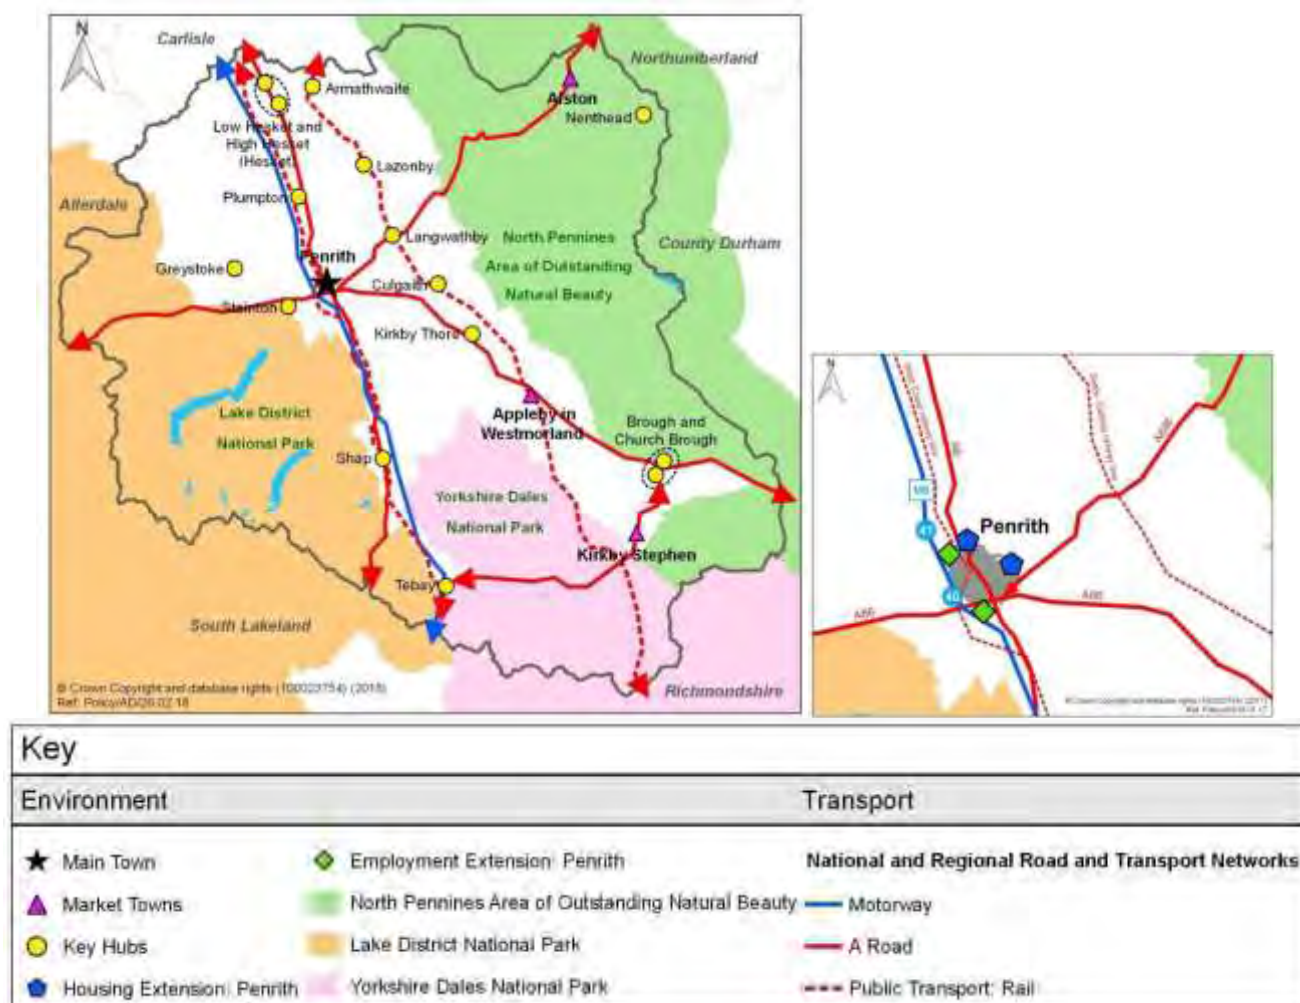 N
Carlisle
Northumberland
Armathwaite
Alston
Nenthead
Low Hesket and
High Hesket
(Hesket)
Lazonby
Plumpton
Allerdale
Langwathby
North Pennines
Area of Outstanding
Natural Beauty
County Durham
Penrith
Greystoke
Culgaith
Stainton
Kirkby Thore
Lake District
National Park
Appleby in
Westmorland
Brough and
Church Brough
Shap
Yorkshire Dales
National Park
Kirkby Stephen
Tebay
South Lakeland
Richmondshire
© Crown Copyright and database rights (100023754) (2018)
Ref: Policy/AD/26.02.18
N
A6
A686
M6
41
Penrith
40
A66
A66
Key
Environment
Transport
Main Town
Employment Extension: Penrith
National and Regional Road and Transport Networks
Market Towns
North Pennines Area of Outstanding Natural Beauty
Motorway
Key Hubs
Lake District National Park
A Road
Housing Extension: Penrith
Yorkshire Dales National Park
Public Transport: Rail